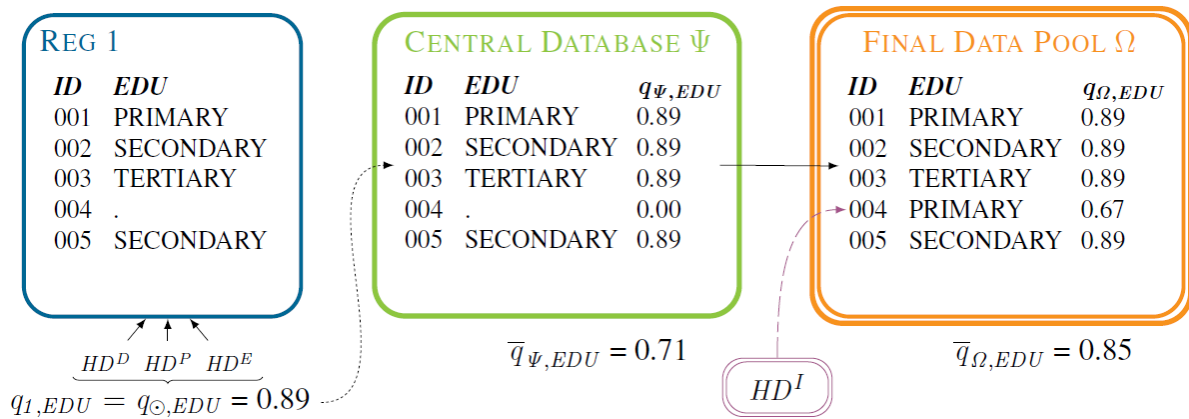 REG 1
ID EDU
001 PRIMARY
002 SECONDARY
003 TERTIARY
004 .
005 SECONDARY
HD^D HD^P HD^E
q_{1,EDU} = q_{⊙,EDU} = 0.89
CENTRAL DATABASE Ψ
ID EDU q_{Ψ,EDU}
001 PRIMARY 0.89
002 SECONDARY 0.89
003 TERTIARY 0.89
004 . 0.00
005 SECONDARY 0.89
q̅_{Ψ,EDU} = 0.71
HD^I
FINAL DATA POOL Ω
ID EDU q_{Ω,EDU}
001 PRIMARY 0.89
002 SECONDARY 0.89
003 TERTIARY 0.89
004 PRIMARY 0.67
005 SECONDARY 0.89
q̅_{Ω,EDU} = 0.85